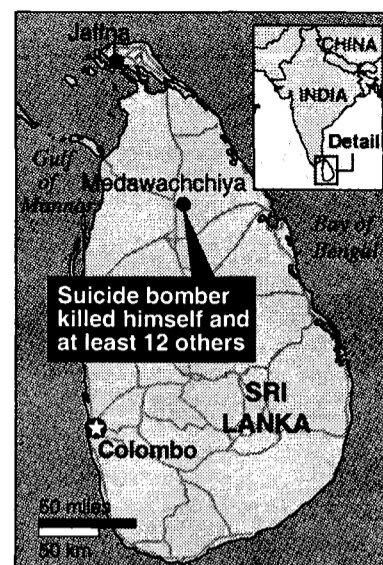 Jaffna
CHINA
INDIA
Detail
Gulf
of
Mannar
Medawachchiya
Bay of
Bengal
Suicide bomber
killed himself and
at least 12 others
SRI
LANKA
Colombo
50 miles
50 km